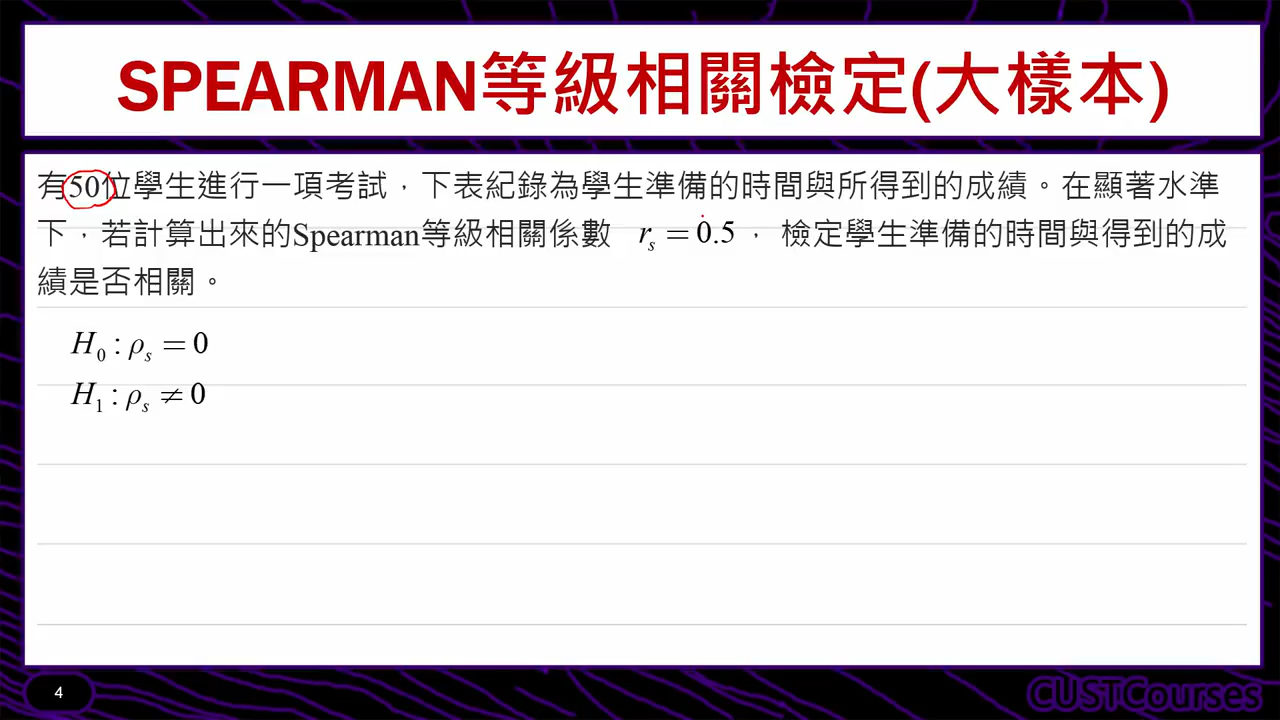 SPEARMAN等級相關檢定(大樣本)
有50位學生進行一項考試，下表紀錄為學生準備的時間與所得到的成績。在顯著水準
下，若計算出來的Spearman等級相關係數 rₛ = 0.5， 檢定學生準備的時間與得到的成
績是否相關。
H₀ : ρₛ = 0
H₁ : ρₛ ≠ 0
4
CUSTCourses